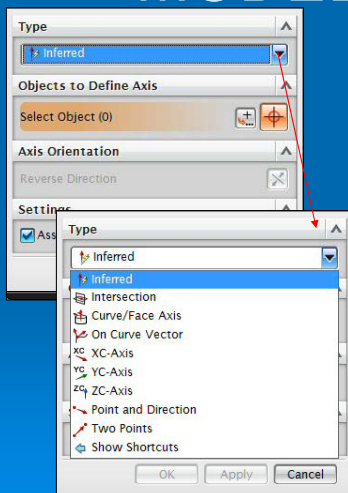 Type
Inferred
Objects to Define Axis
Select Object (0)
Axis Orientation
Reverse Direction
Settings
Ass
Type
Inferred
Inferred
Intersection
Curve/Face Axis
On Curve Vector
XC XC-Axis
YC YC-Axis
ZC ZC-Axis
Point and Direction
Two Points
Show Shortcuts
OK Apply Cancel